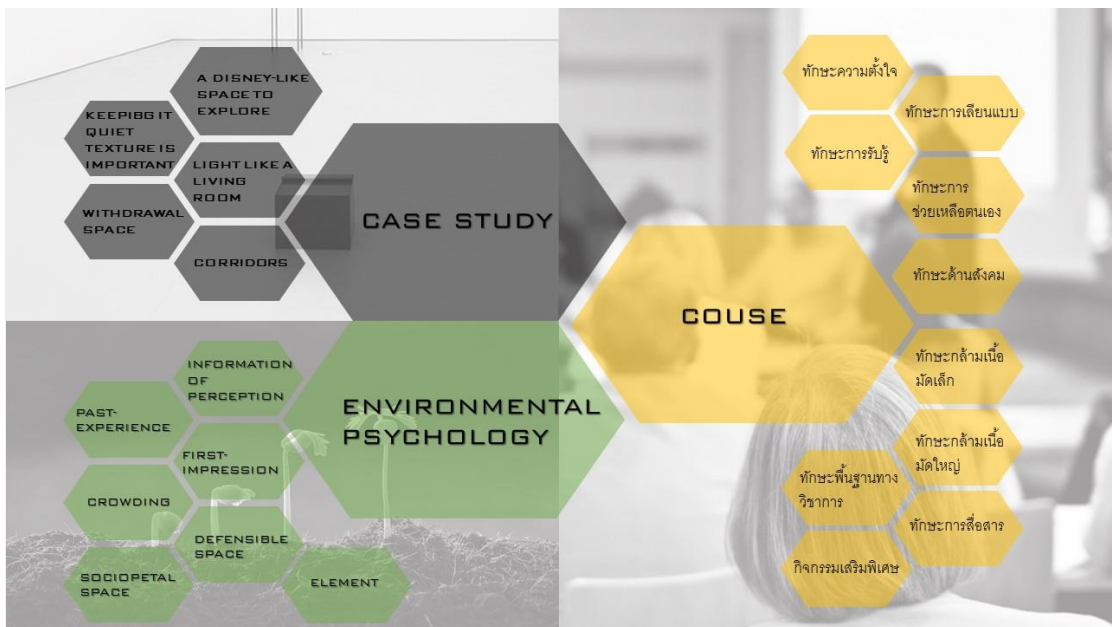 A DISNEY-LIKE
SPACE TO
EXPLORE
KEEPIBG IT
QUIET
TEXTURE IS
IMPORTANT
LIGHT LIKE A
LIVING
ROOM
WITHDRAWAL
SPACE
CORRIDORS
CASE STUDY
INFORMATION
OF
PERCEPTION
PAST-
EXPERIENCE
FIRST-
IMPRESSION
CROWDING
DEFENSIBLE
SPACE
SOCIOPETAL
SPACE
ELEMENT
ENVIRONMENTAL
PSYCHOLOGY
COUSE
ทักษะความตั้งใจ
ทักษะการเลียนแบบ
ทักษะการรับรู้
ทักษะการ
ช่วยเหลือตนเอง
ทักษะด้านสังคม
ทักษะกล้ามเนื้อ
มัดเล็ก
ทักษะกล้ามเนื้อ
มัดใหญ่
ทักษะพื้นฐานทาง
วิชาการ
ทักษะการสื่อสาร
กิจกรรมเสริมพิเศษ